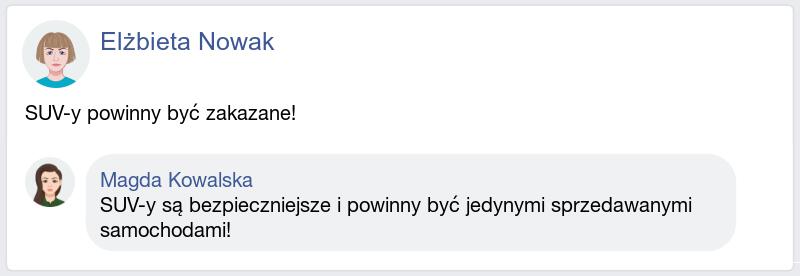 Elżbieta Nowak
SUV-y powinny być zakazane!
Magda Kowalska
SUV-y są bezpieczniejsze i powinny być jedynymi sprzedawanymi
samochodami!